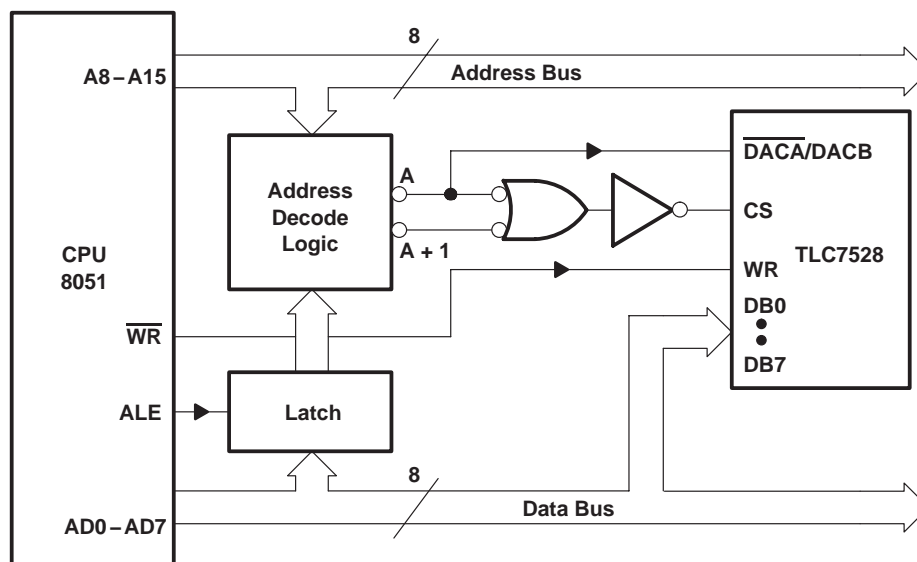 8
A8–A15
Address Bus
Address
Decode
Logic
A
A + 1
DACA/DACB
CS
TLC7528
WR
DB0
DB7
CPU
8051
WR
ALE
Latch
8
Data Bus
AD0–AD7